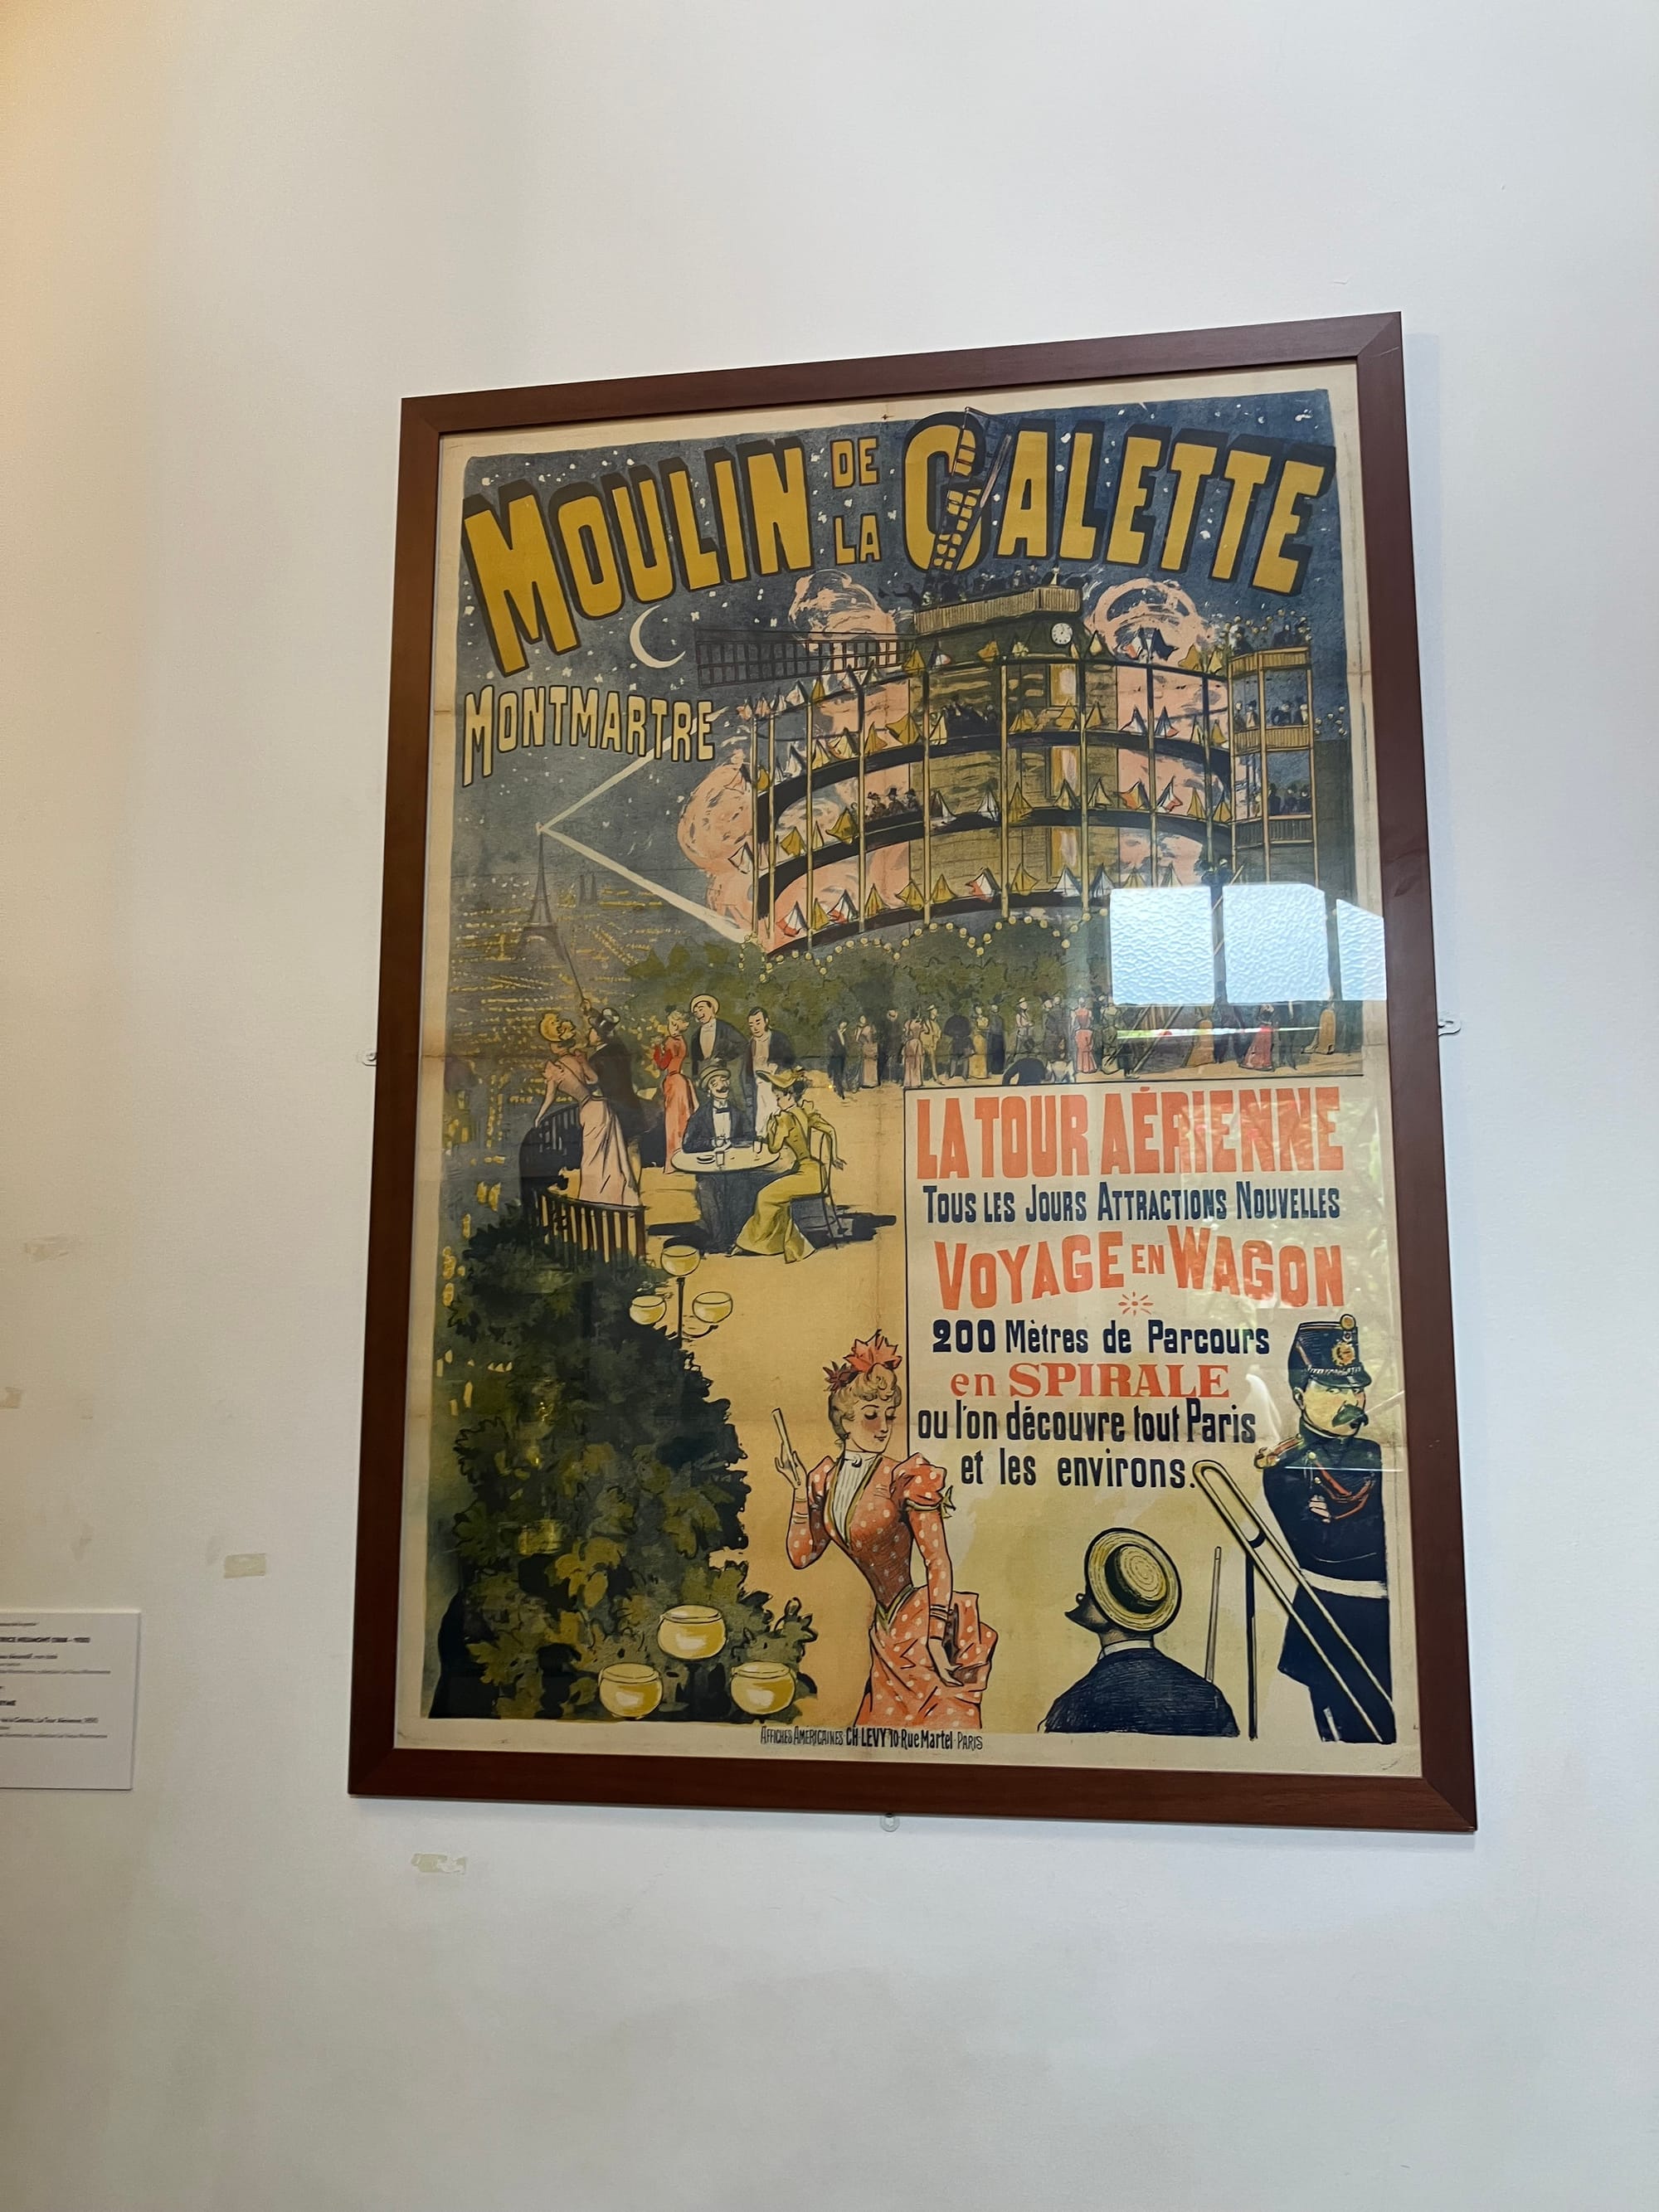 MOULIN DE LA GALETTE
MONTMARTRE
LA TOUR AÉRIENNE
TOUS LES JOURS ATTRACTIONS NOUVELLES
VOYAGE EN WAGON
200 Mètres de Parcours
en SPIRALE
ou l'on découvre tout Paris
et les environs.
AFFICHES AMÉRICAINES CH. LEVY 10 Rue Martel PARIS